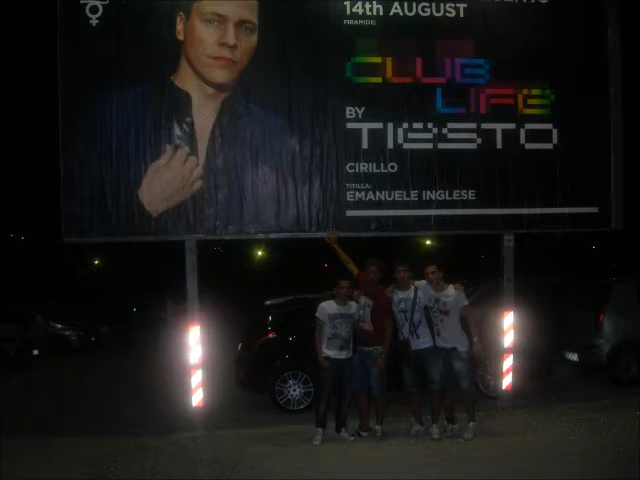 14th AUGUST
PIRAMIDE:
CLUB
LIFE
BY
TIËSTO
CIRILLO
TITILLA:
EMANUELE INGLESE